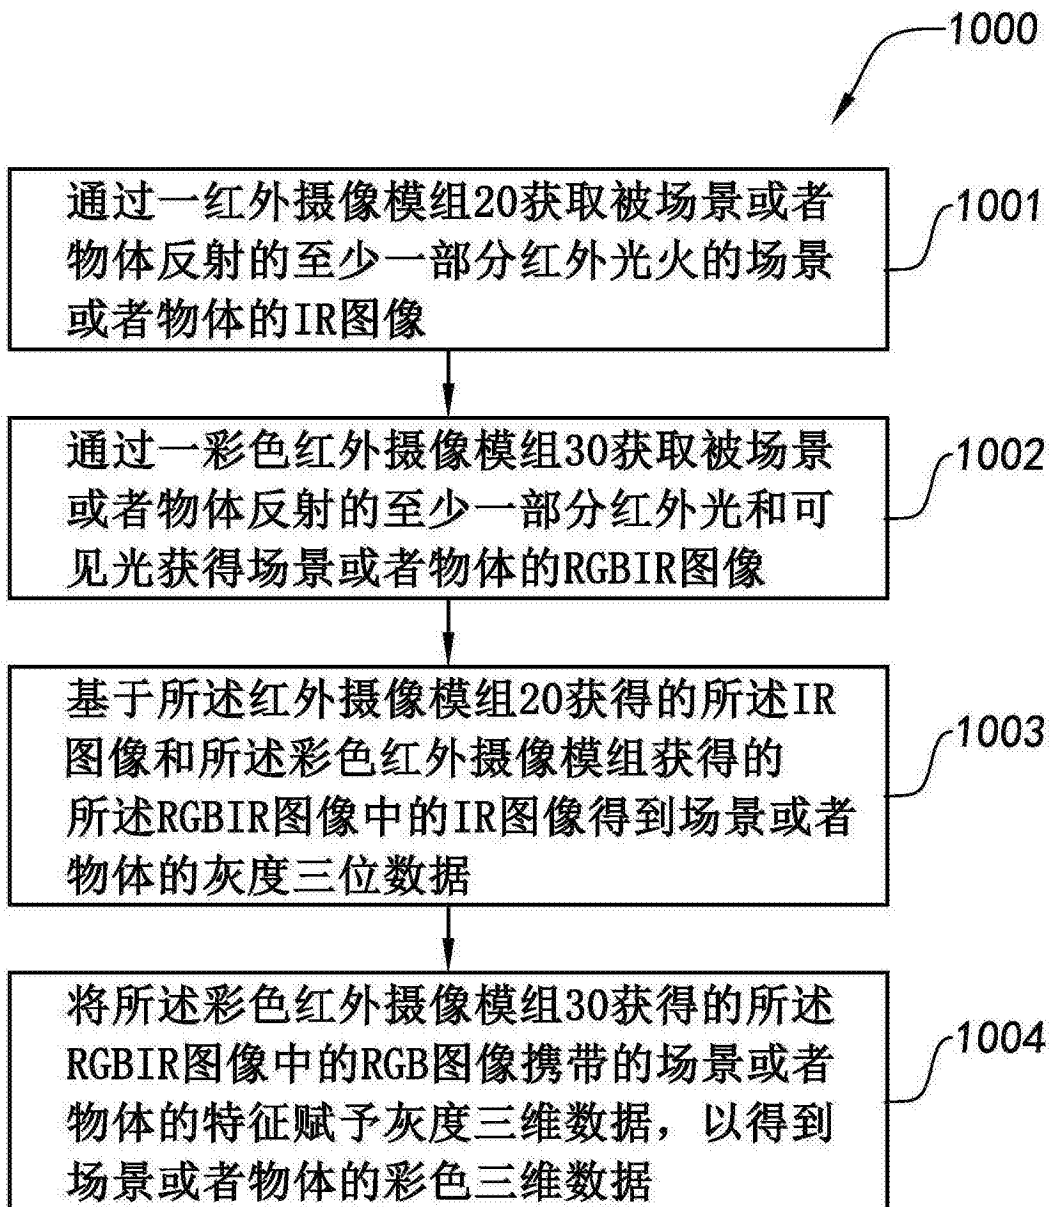 1000
通过一红外摄像模组20获取被场景或者
物体反射的至少一部分红外光火的场景
或者物体的IR图像
1001
通过一彩色红外摄像模组30获取被场景
或者物体反射的至少一部分红外光和可
见光获得场景或者物体的RGBIR图像
1002
基于所述红外摄像模组20获得的所述IR
图像和所述彩色红外摄像模组获得的
所述RGBIR图像中的IR图像得到场景或者
物体的灰度三位数据
1003
将所述彩色红外摄像模组30获得的所述
RGBIR图像中的RGB图像携带的场景或者
物体的特征赋予灰度三维数据，以得到
场景或者物体的彩色三维数据
1004